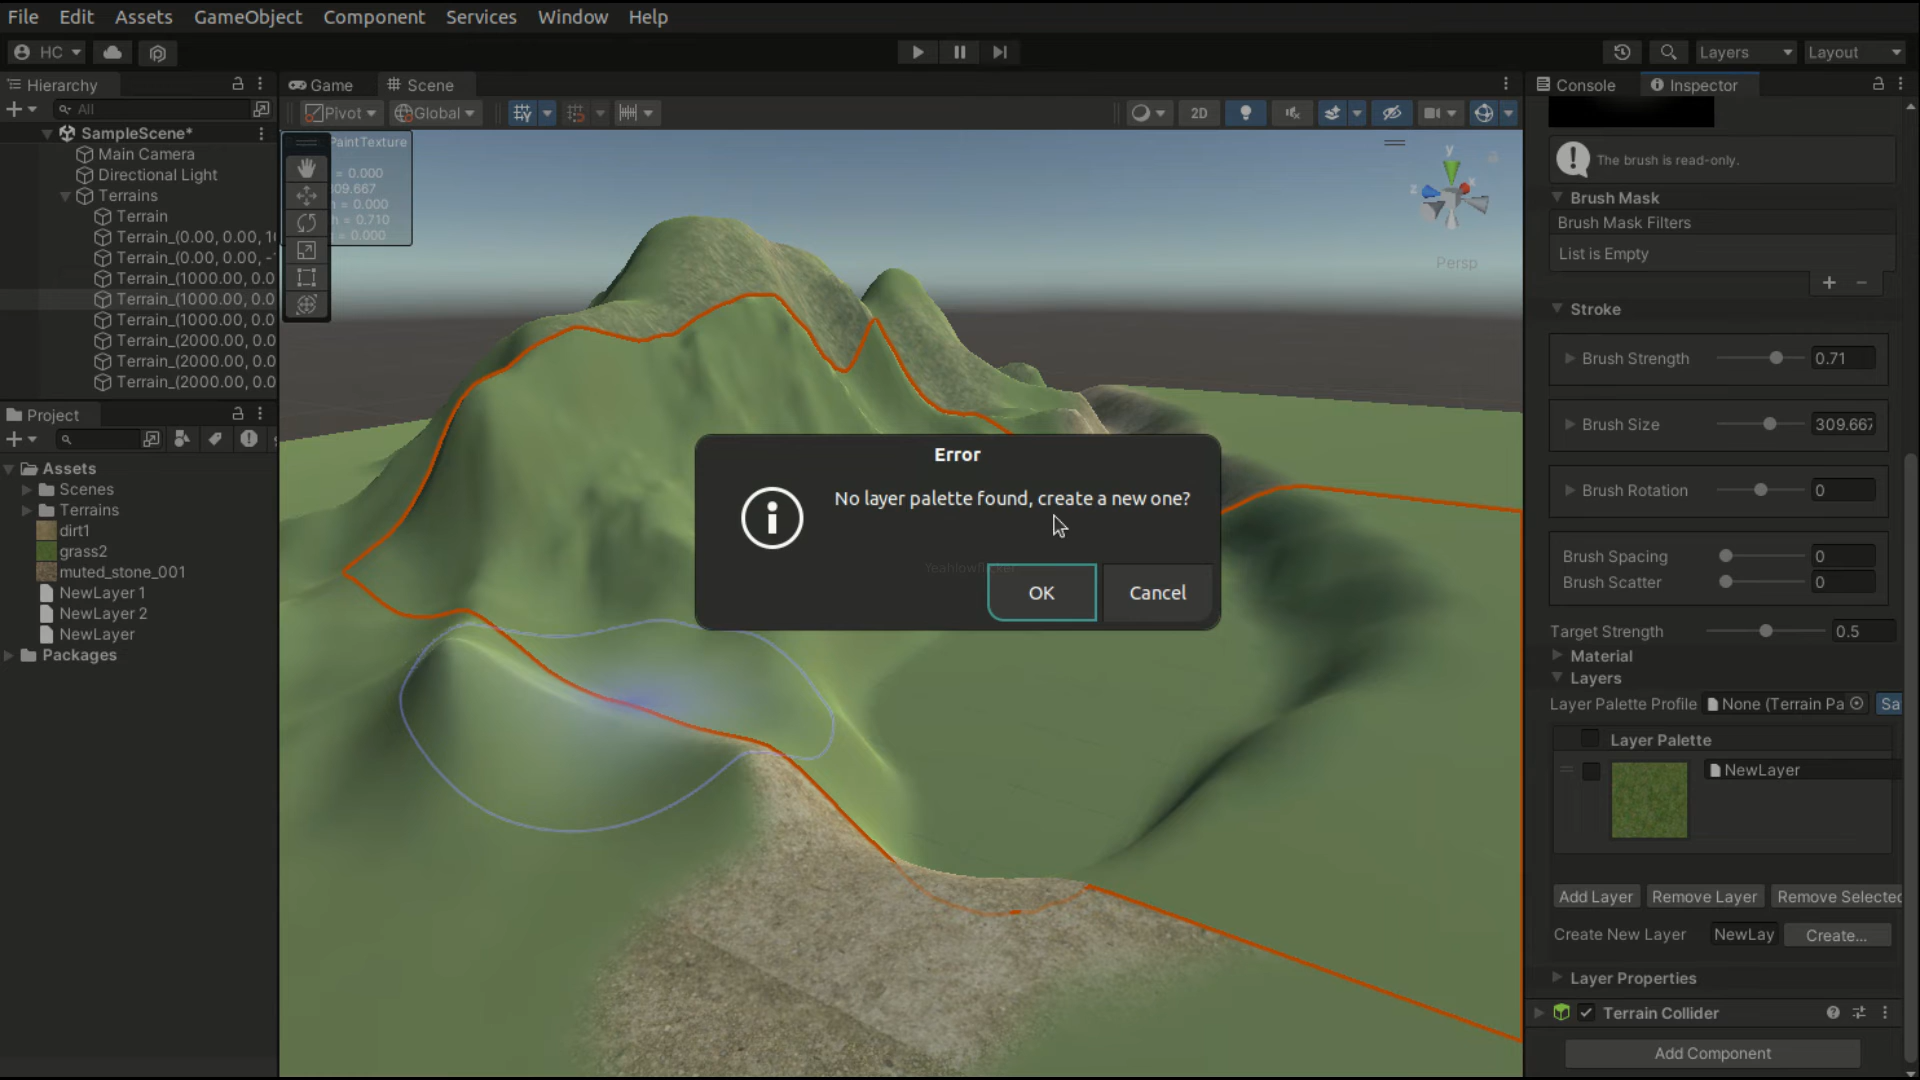 File Edit Assets GameObject Component Services Window Help
HC Layers Layout
Hierarchy
All
SampleScene*
Main Camera
Directional Light
Terrains
Terrain
Terrain_(0.00, 0.00, 10
Terrain_(0.00, 0.00, -
Terrain_(1000.00, 0.0
Terrain_(1000.00, 0.0
Terrain_(1000.00, 0.0
Terrain_(2000.00, 0.0
Terrain_(2000.00, 0.0
Terrain_(2000.00, 0.0
Project
Assets
Scenes
Terrains
dirt1
grass2
muted_stone_001
NewLayer 1
NewLayer 2
NewLayer
Packages
Game Scene
Pivot Global 2D
PaintTexture
= 0.000
309.667
h = 0.000
h = 0.710
= 0.000
y
z x
Persp
Error
No layer palette found, create a new one?
OK Cancel
Console Inspector
The brush is read-only.
Brush Mask
Brush Mask Filters
List is Empty
Stroke
Brush Strength 0.71
Brush Size 309.667
Brush Rotation 0
Brush Spacing 0
Brush Scatter 0
Target Strength 0.5
Material
Layers
Layer Palette Profile None (Terrain Pa Sa
Layer Palette
NewLayer
Add Layer Remove Layer Remove Selected
Create New Layer NewLay Create...
Layer Properties
Terrain Collider
Add Component